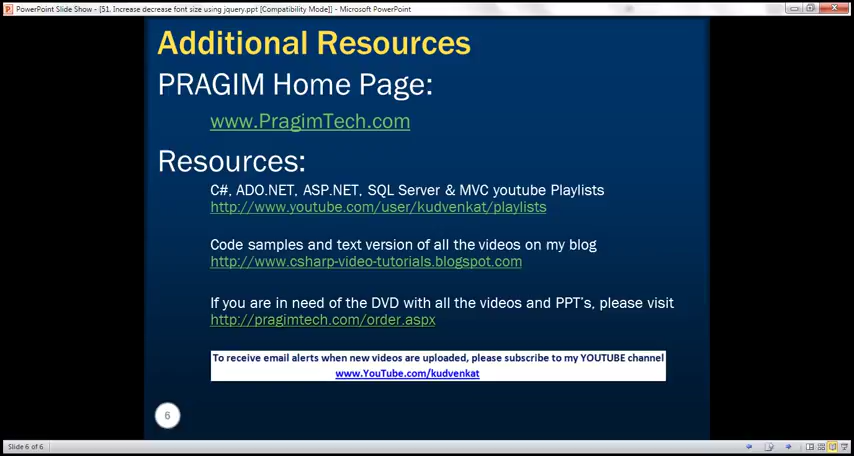 PowerPoint Slide Show - [51. Increase decrease font size using jquery.ppt [Compatibility Mode]] - Microsoft PowerPoint
Additional Resources
PRAGIM Home Page:
www.PragimTech.com
Resources:
C#, ADO.NET, ASP.NET, SQL Server & MVC youtube Playlists
http://www.youtube.com/user/kudvenkat/playlists
Code samples and text version of all the videos on my blog
http://www.csharp-video-tutorials.blogspot.com
If you are in need of the DVD with all the videos and PPT's, please visit
http://pragimtech.com/order.aspx
To receive email alerts when new videos are uploaded, please subscribe to my YOUTUBE channel
www.YouTube.com/kudvenkat
6
Slide 6 of 6